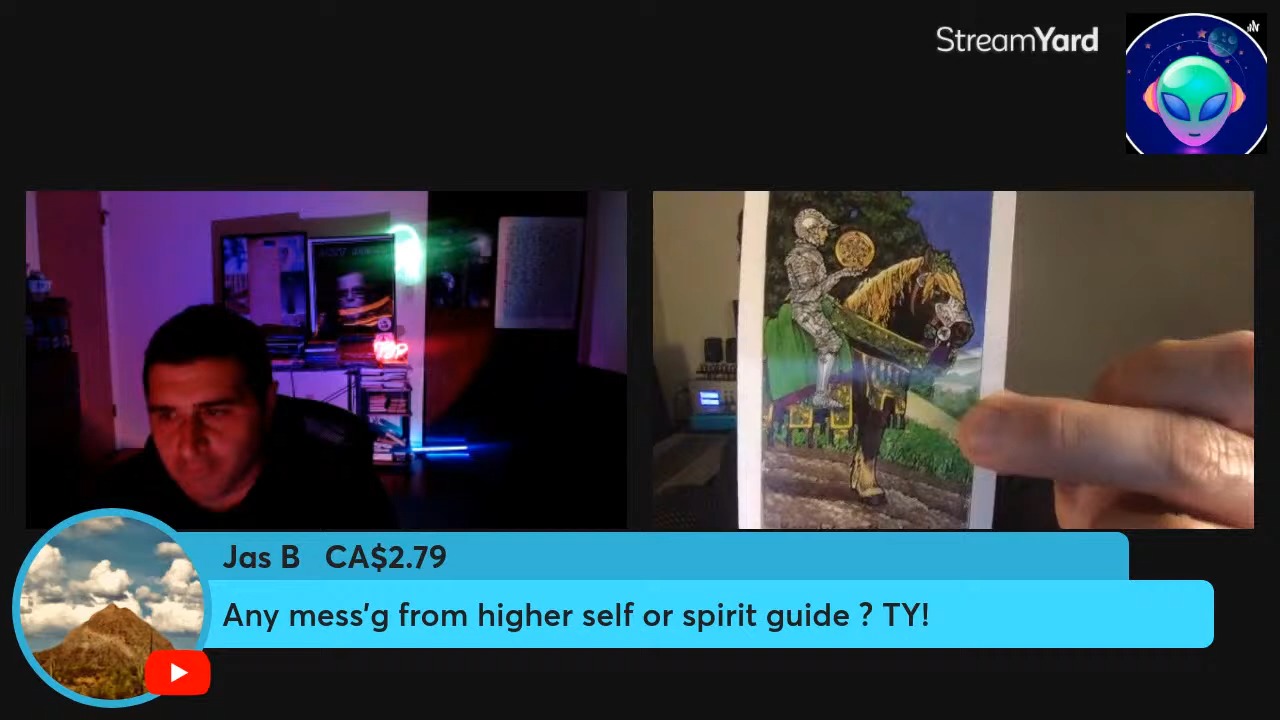 StreamYard
Jas B CA$2.79
Any mess'g from higher self or spirit guide ? TY!